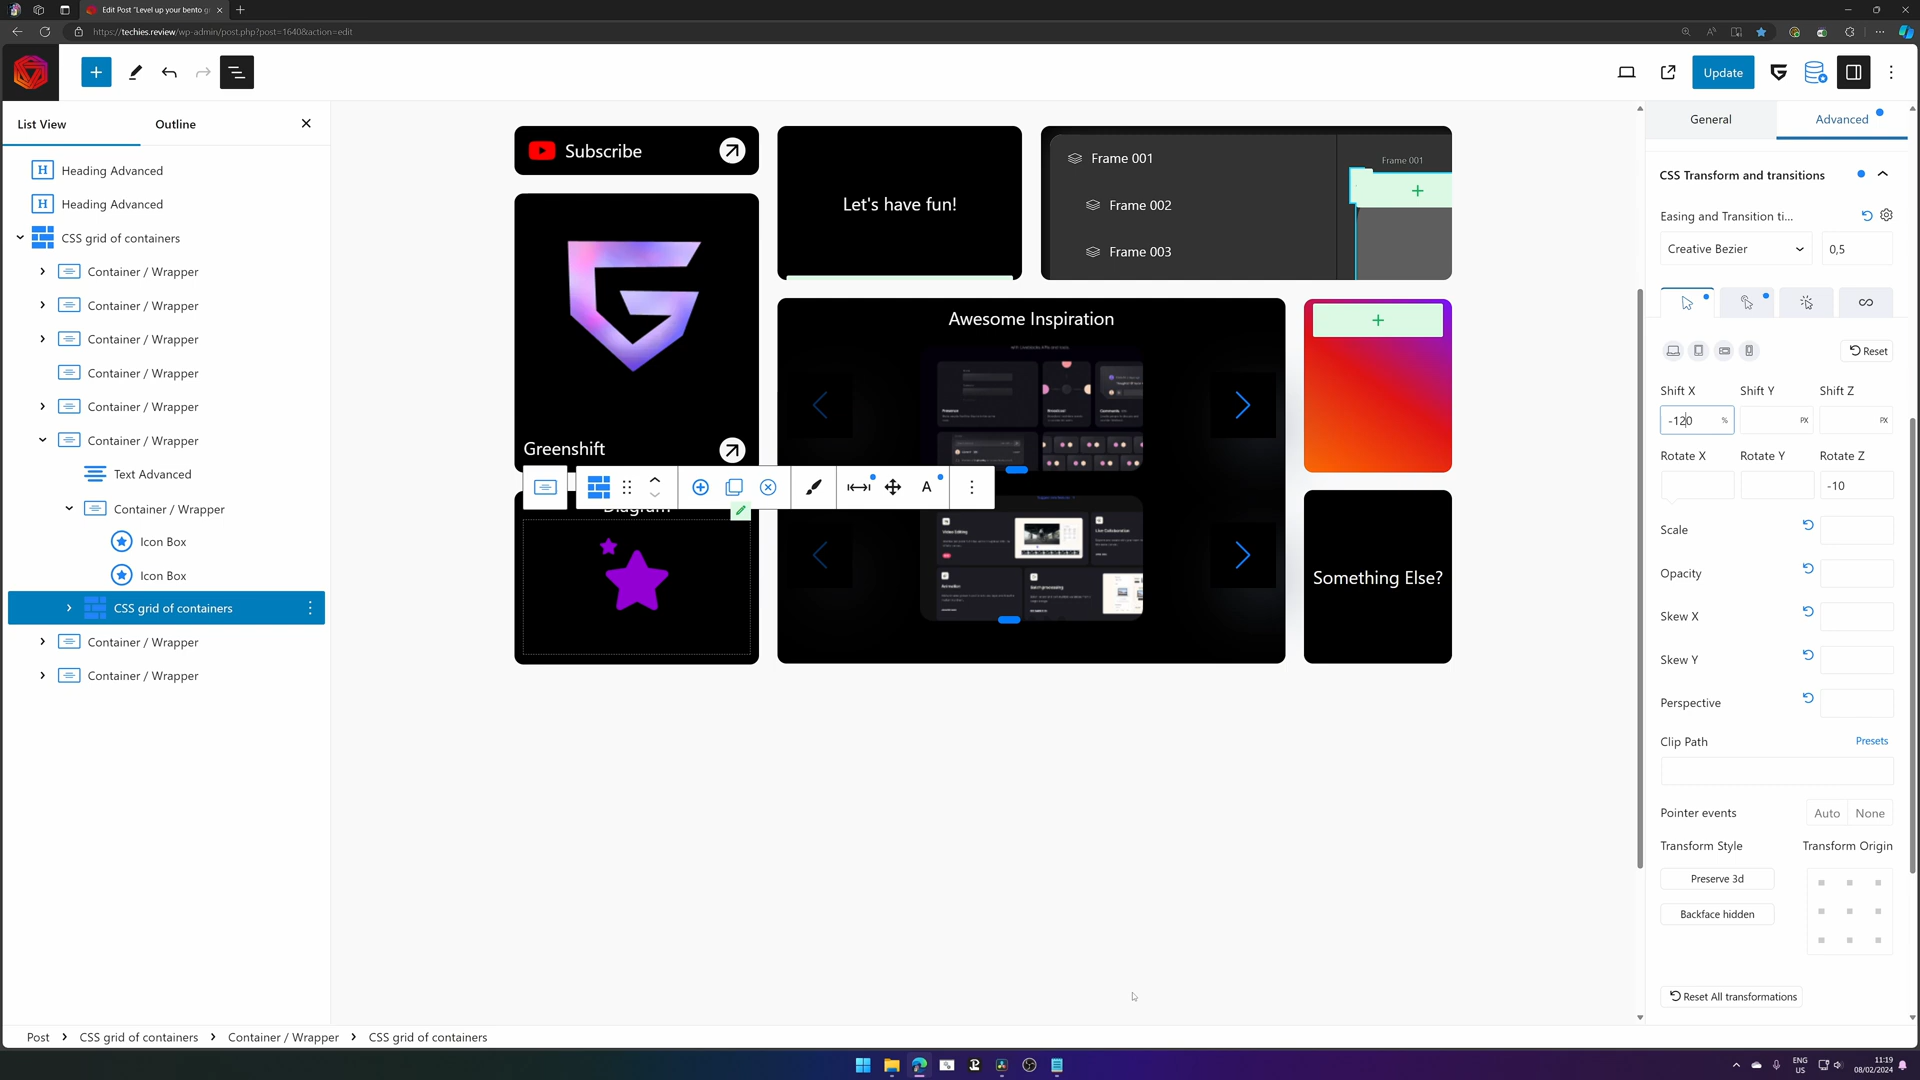 Edit Post "Level up your bento g
https://techies.review/wp-admin/post.php?post=1640&action=edit
Update
List View
Outline
General
Advanced
Heading Advanced
Heading Advanced
CSS grid of containers
Container / Wrapper
Container / Wrapper
Container / Wrapper
Container / Wrapper
Container / Wrapper
Container / Wrapper
Text Advanced
Container / Wrapper
Icon Box
Icon Box
CSS grid of containers
Container / Wrapper
Container / Wrapper
Subscribe
Let's have fun!
Frame 001
Frame 002
Frame 003
Frame 001
Greenshift
Awesome Inspiration
A
Diagram
Something Else?
CSS Transform and transitions
Easing and Transition ti...
Creative Bezier
0,5
Reset
Shift X
Shift Y
Shift Z
-120 %
PX
PX
Rotate X
Rotate Y
Rotate Z
-10
Scale
Opacity
Skew X
Skew Y
Perspective
Clip Path
Presets
Pointer events
Auto
None
Transform Style
Transform Origin
Preserve 3d
Backface hidden
Reset All transformations
Post
CSS grid of containers
Container / Wrapper
CSS grid of containers
ENG
US
11:19
08/02/2024